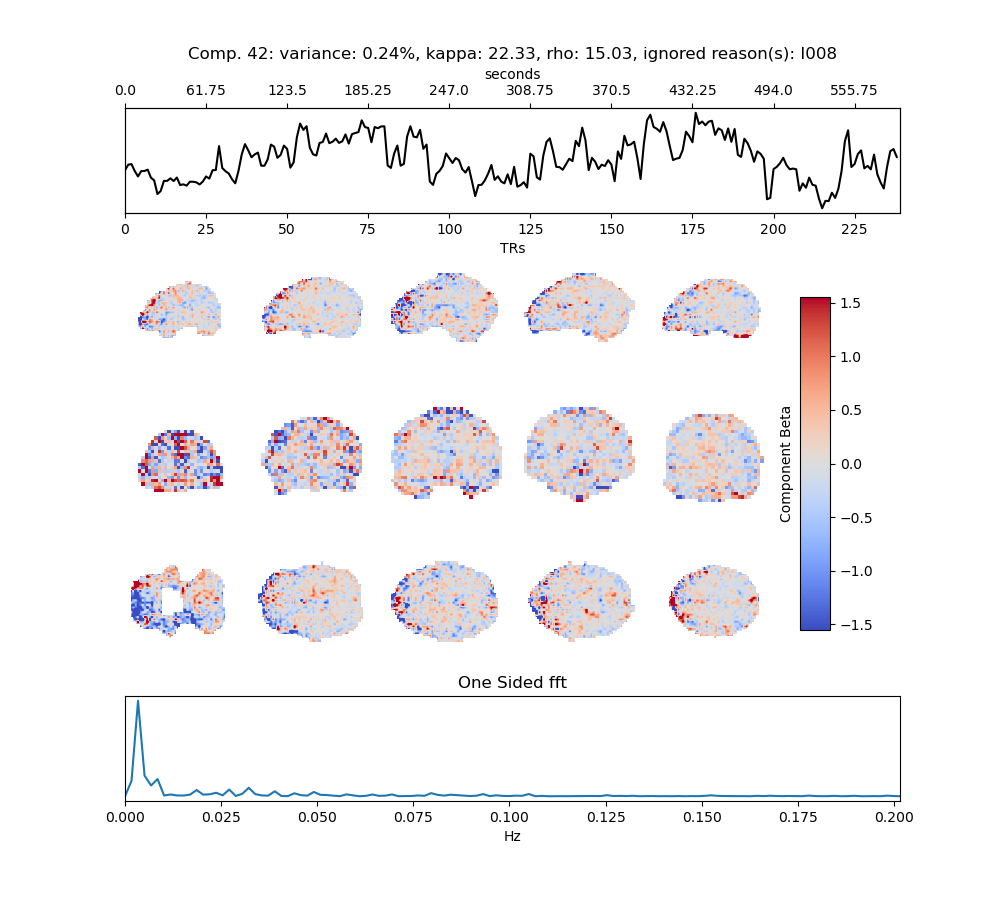 Comp. 42: variance: 0.24%, kappa: 22.33, rho: 15.03, ignored reason(s): I008
seconds
0.0 61.75 123.5 185.25 247.0 308.75 370.5 432.25 494.0 555.75
0 25 50 75 100 125 150 175 200 225
TRs
1.5
1.0
0.5
0.0
−0.5
−1.0
−1.5
Component Beta
One Sided fft
0.000 0.025 0.050 0.075 0.100 0.125 0.150 0.175 0.200
Hz